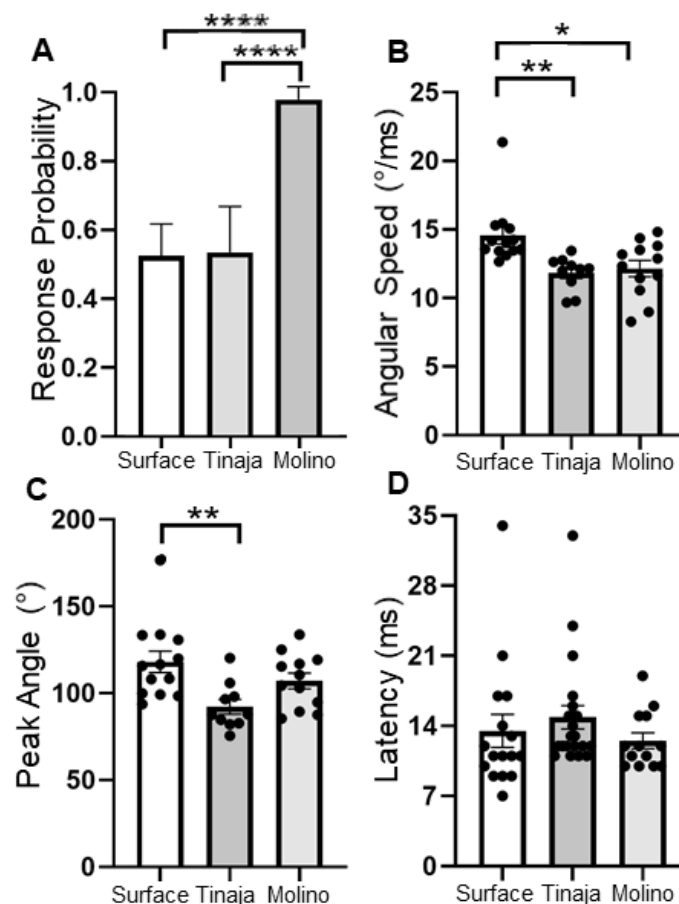 A
****
****
Response Probability
1.0
0.8
0.6
0.4
0.2
0.0
Surface Tinaja Molino
B
*
**
Angular Speed (°/ms)
25
20
15
10
5
0
Surface Tinaja Molino
C
**
Peak Angle (°)
200
150
100
50
0
Surface Tinaja Molino
D
Latency (ms)
35
28
21
14
7
0
Surface Tinaja Molino